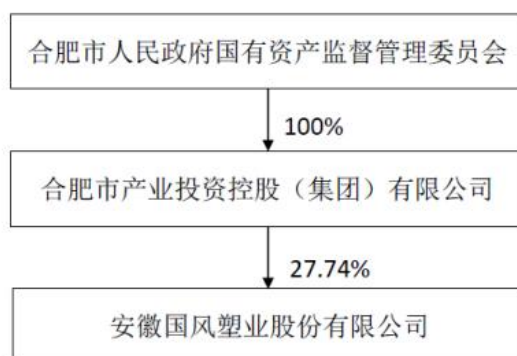 合肥市人民政府国有资产监督管理委员会
100%
合肥市产业投资控股（集团）有限公司
27.74%
安徽国风塑业股份有限公司